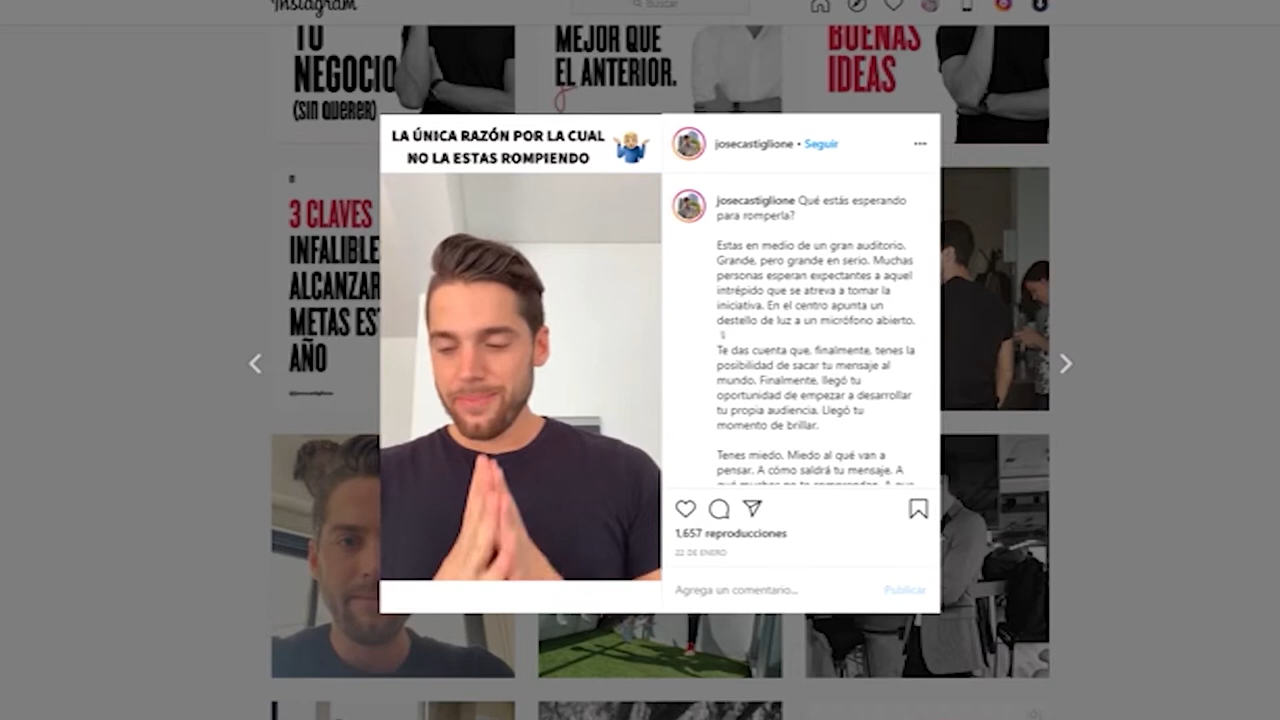 Instagram
Buscar
TU
NEGOCIO
(SIN QUERER)
MEJOR QUE
EL ANTERIOR.
BUENAS
IDEAS
LA ÚNICA RAZÓN POR LA CUAL
NO LA ESTAS ROMPIENDO
josecastiglione • Seguir
josecastiglione Qué estás esperando
para romperla?
Estas en medio de un gran auditorio.
Grande, pero grande en serio. Muchas
personas esperan expectantes a aquel
intrépido que se atreva a tomar la
iniciativa. En el centro apunta un
destello de luz a un micrófono abierto.
Te das cuenta que, finalmente, tenes la
posibilidad de sacar tu mensaje al
mundo. Finalmente, llegó tu
oportunidad de empezar a desarrollar
tu propia audiencia. Llegó tu
momento de brillar.
Tenes miedo. Miedo al qué van a
pensar. A cómo saldrá tu mensaje. A
1,657 reproducciones
22 DE ENERO
Agrega un comentario...
Publicar
3 CLAVES
INFALIBLE
ALCANZAR
METAS ES
AÑO
@josecastiglione